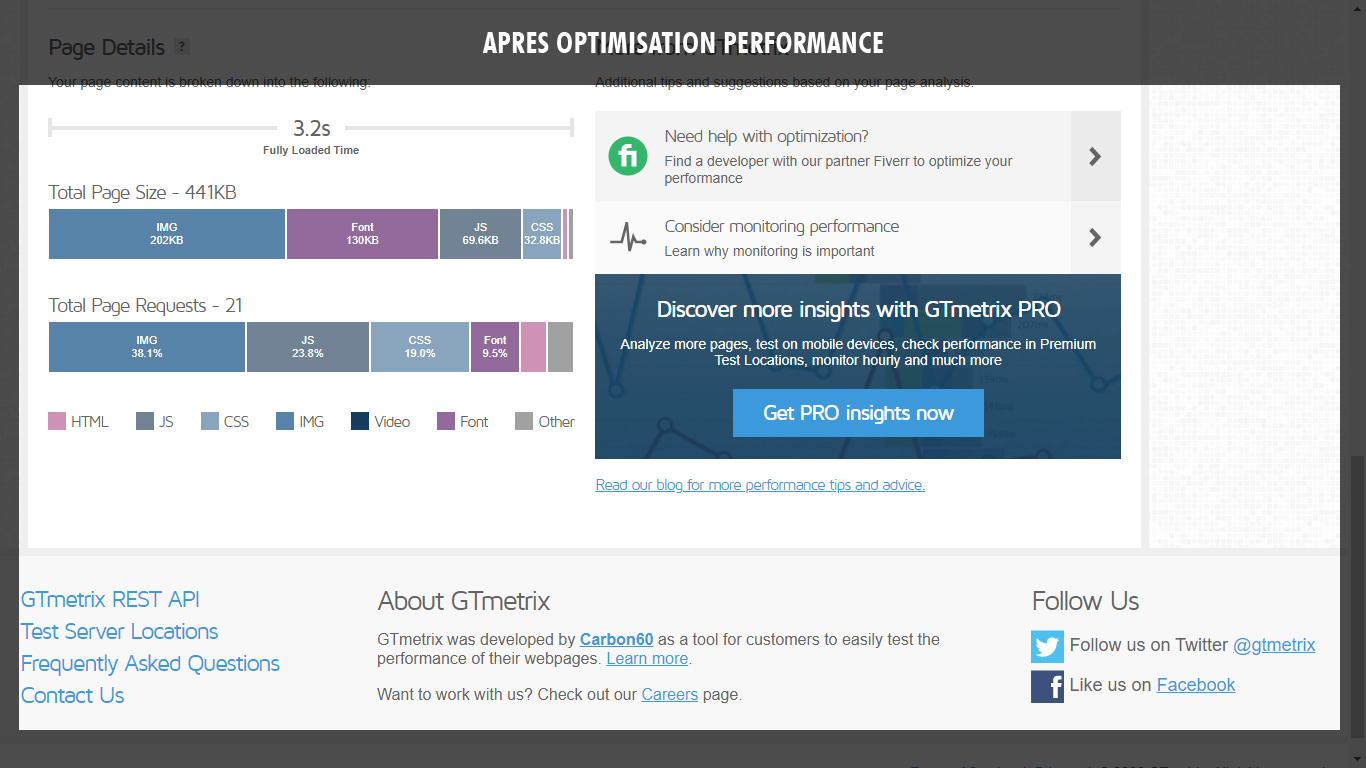 APRES OPTIMISATION PERFORMANCE
Page Details ?
Your page content is broken down into the following:
3.2s
Fully Loaded Time
Total Page Size - 441KB
IMG
202KB
Font
130KB
JS
69.6KB
CSS
32.8KB
Total Page Requests - 21
IMG
38.1%
JS
23.8%
CSS
19.0%
Font
9.5%
HTML
JS
CSS
IMG
Video
Font
Other
Additional tips and suggestions based on your page analysis.
fi
Need help with optimization?
Find a developer with our partner Fiverr to optimize your
performance
Consider monitoring performance
Learn why monitoring is important
Discover more insights with GTmetrix PRO
Analyze more pages, test on mobile devices, check performance in Premium
Test Locations, monitor hourly and much more
Get PRO insights now
Read our blog for more performance tips and advice.
GTmetrix REST API
Test Server Locations
Frequently Asked Questions
Contact Us
About GTmetrix
GTmetrix was developed by Carbon60 as a tool for customers to easily test the
performance of their webpages. Learn more.
Want to work with us? Check out our Careers page.
Follow Us
Follow us on Twitter @gtmetrix
Like us on Facebook